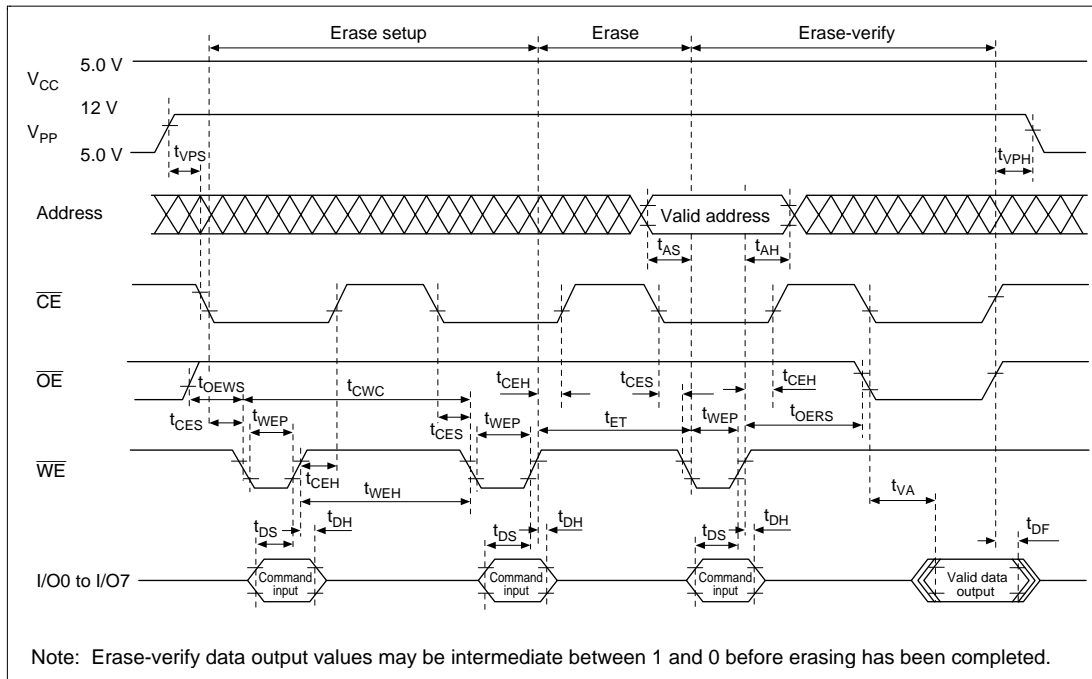 Erase setup Erase Erase-verify
5.0 V
VCC
12 V
VPP
5.0 V
tVPS tVPH
Address Valid address
tAS tAH
CE
OE
tOEWS tCWC tCEH tCES tCEH
tCES tWEP tCES tWEP tET tWEP tOERS
WE
tCEH tWEH tVA
tDS tDH tDS tDH tDS tDH tDF
I/O0 to I/O7 Command input Command input Command input Valid data output
Note: Erase-verify data output values may be intermediate between 1 and 0 before erasing has been completed.